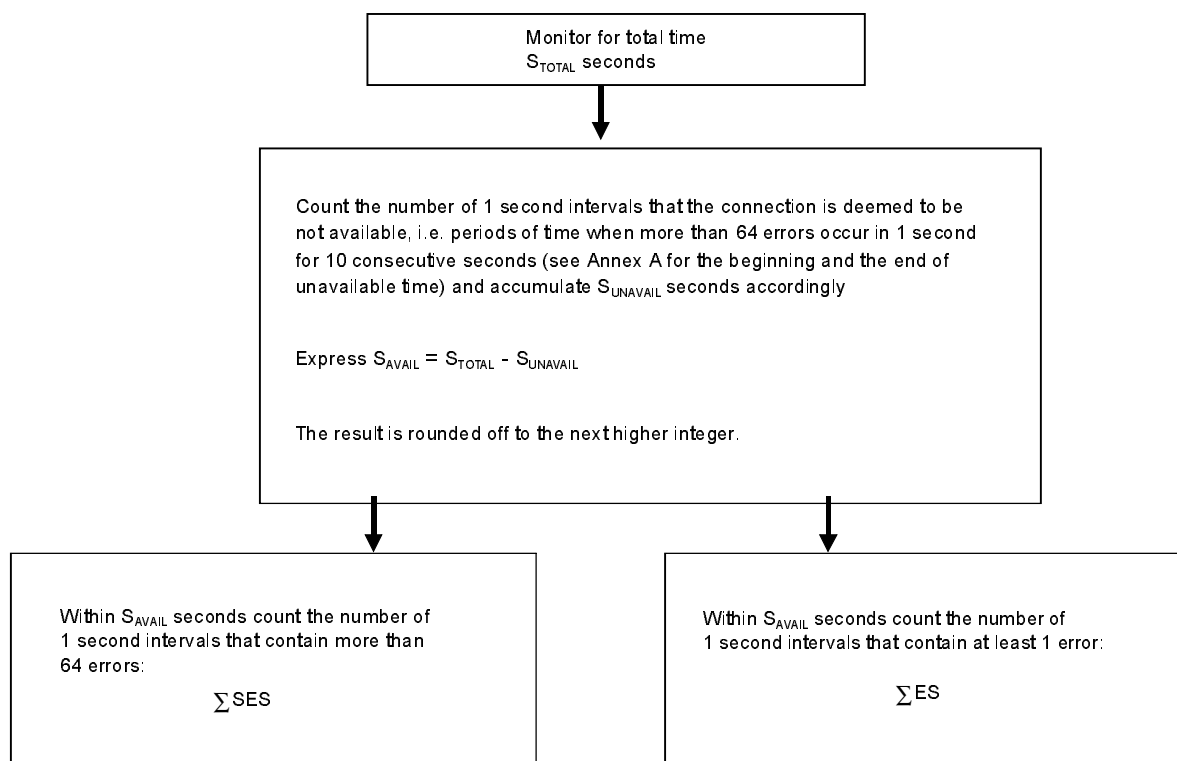 Monitor for total time
STOTAL seconds
Count the number of 1 second intervals that the connection is deemed to be
not available, i.e. periods of time when more than 64 errors occur in 1 second
for 10 consecutive seconds (see Annex A for the beginning and the end of
unavailable time) and accumulate SUNAVAIL seconds accordingly
Express SAVAIL = STOTAL - SUNAVAIL
The result is rounded off to the next higher integer.
Within SAVAIL seconds count the number of
1 second intervals that contain more than
64 errors:
∑SES
Within SAVAIL seconds count the number of
1 second intervals that contain at least 1 error:
∑ES